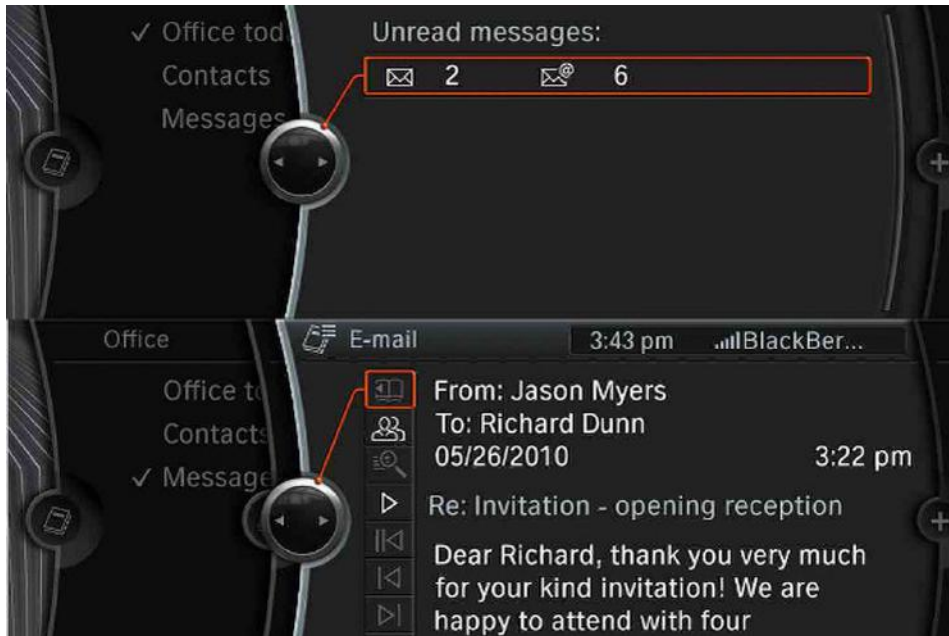 ✓ Office tod
Contacts
Messages
Unread messages:
2 6
Office
E-mail 3:43 pm BlackBer...
Office to
Contacts
✓ Message
From: Jason Myers
To: Richard Dunn
05/26/2010 3:22 pm
Re: Invitation - opening reception
Dear Richard, thank you very much
for your kind invitation! We are
happy to attend with four